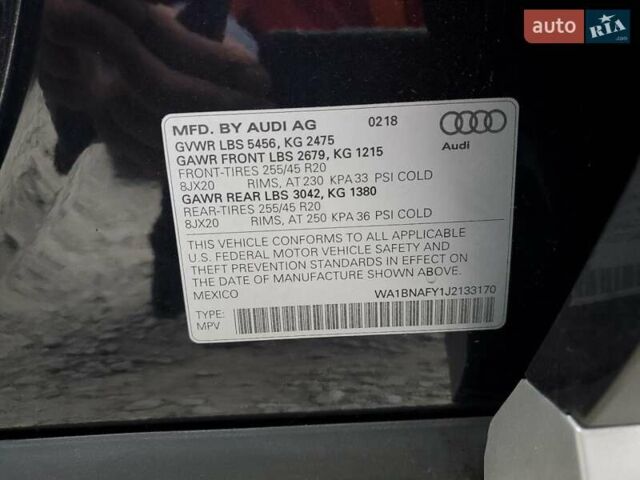 auto RIA
.com
MFD. BY AUDI AG 0218
GVWR LBS 5456, KG 2475
GAWR FRONT LBS 2679, KG 1215
FRONT-TIRES 255/45 R20
8JX20 RIMS, AT 230 KPA 33 PSI COLD
GAWR REAR LBS 3042, KG 1380
REAR-TIRES 255/45 R20
8JX20 RIMS, AT 250 KPA 36 PSI COLD
Audi
THIS VEHICLE CONFORMS TO ALL APPLICABLE
U.S. FEDERAL MOTOR VEHICLE SAFETY AND
THEFT PREVENTION STANDARDS IN EFFECT ON
THE DATE OF MANUFACTURE SHOWN ABOVE.
MEXICO WA1BNAFY1J2133170
TYPE:
MPV